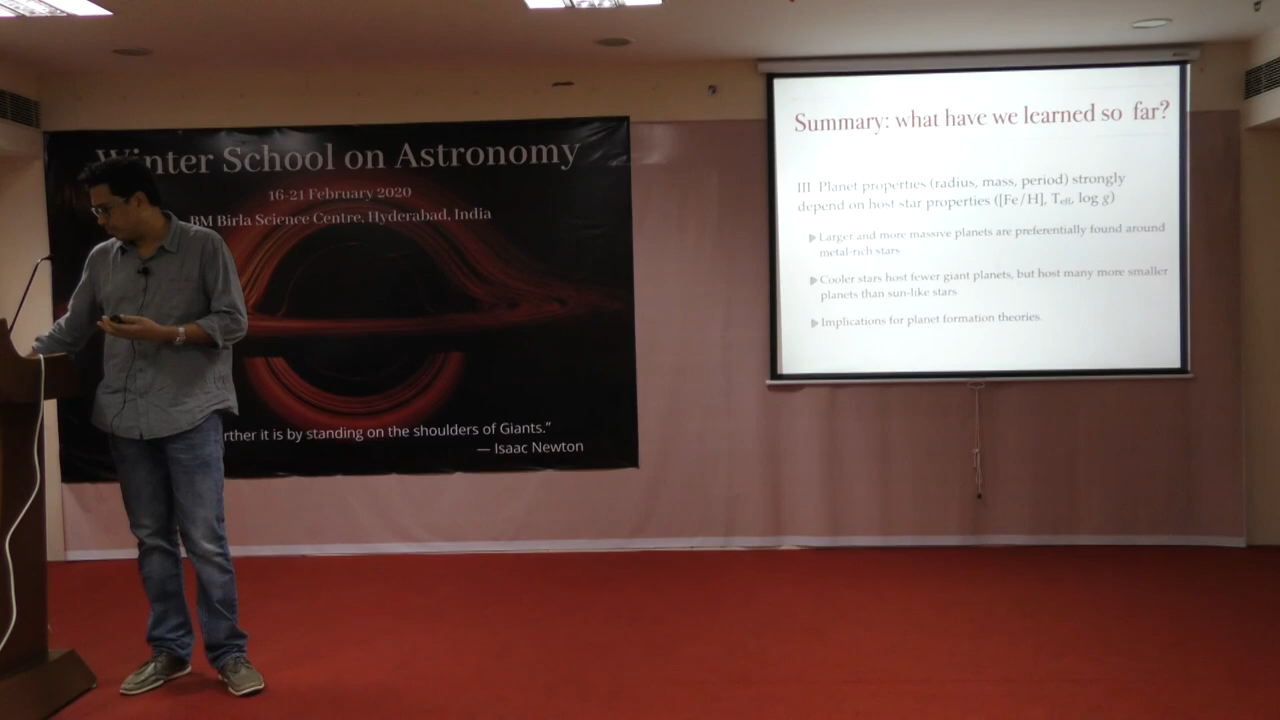 Winter School on Astronomy
16-21 February 2020
BM Birla Science Centre, Hyderabad, India
rther it is by standing on the shoulders of Giants.”
— Isaac Newton
Summary: what have we learned so far?
III. Planet properties (radius, mass, period) strongly
depend on host star properties ([Fe/H], Teff, log g)
Larger and more massive planets are preferentially found around
metal-rich stars
Cooler stars host fewer giant planets, but host many more smaller
planets than sun-like stars
Implications for planet formation theories.